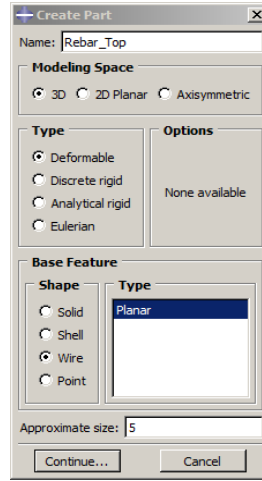 Create Part
Name: Rebar_Top
Modeling Space
3D 2D Planar Axisymmetric
Type
Deformable
Discrete rigid
Analytical rigid
Eulerian
Options
None available
Base Feature
Shape
Solid
Shell
Wire
Point
Type
Planar
Approximate size: 5
Continue... Cancel